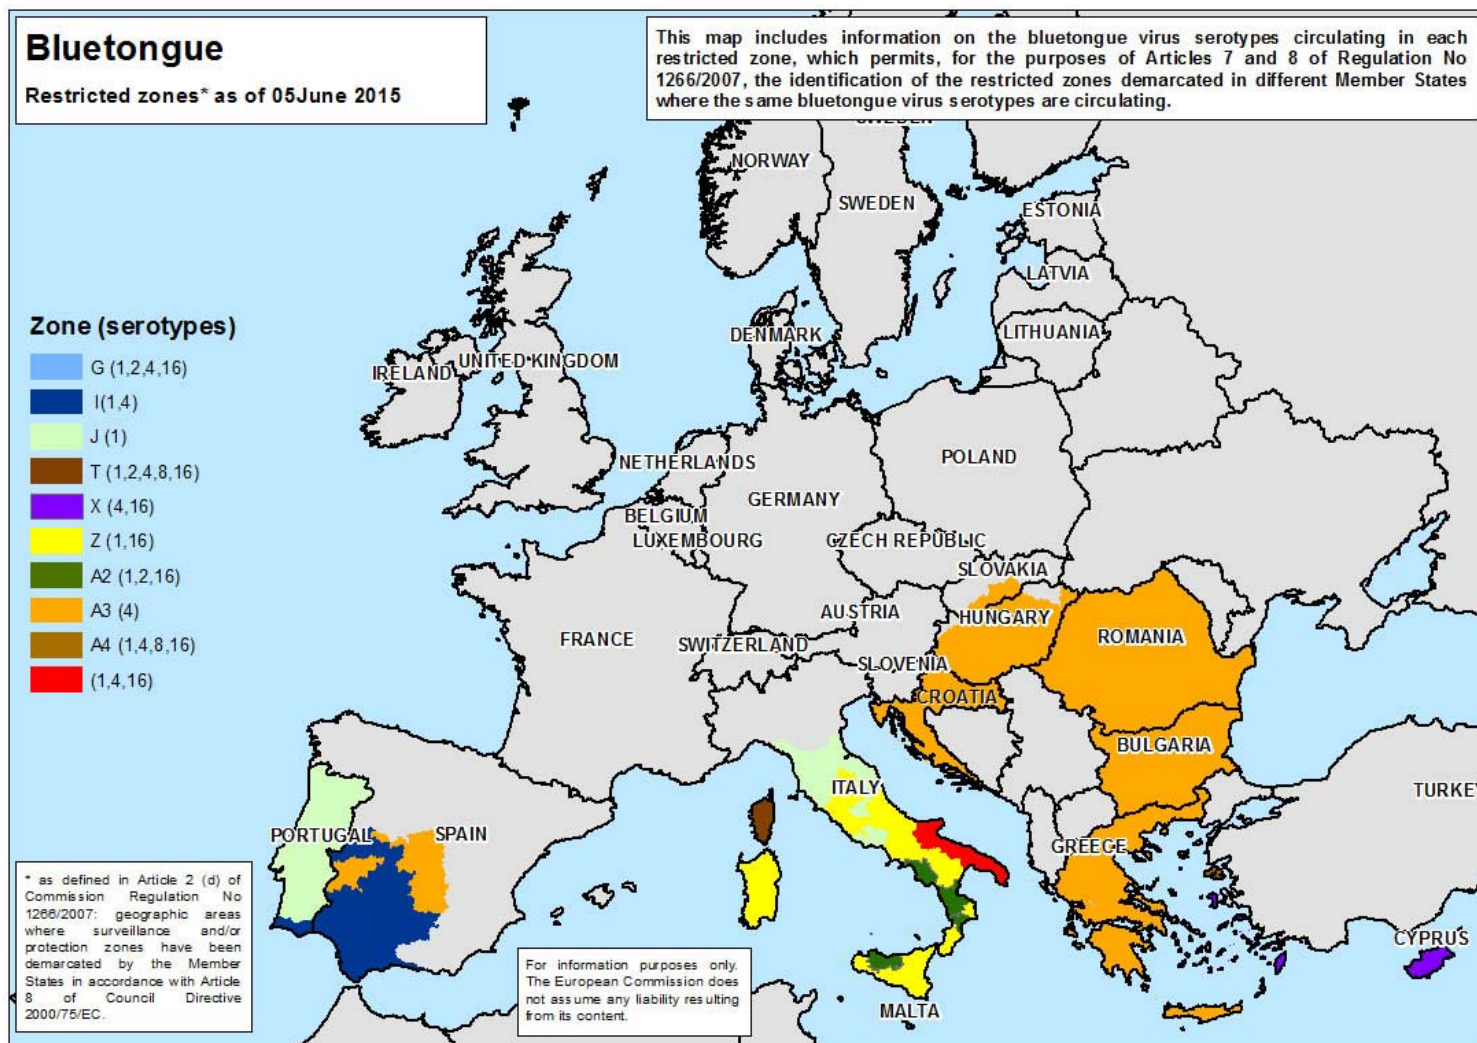 Bluetongue
Restricted zones* as of 05June 2015
This map includes information on the bluetongue virus serotypes circulating in each
restricted zone, which permits, for the purposes of Articles 7 and 8 of Regulation No
1266/2007, the identification of the restricted zones demarcated in different Member States
where the same bluetongue virus serotypes are circulating.
SWEDEN
NORWAY
SWEDEN
ESTONIA
LATVIA
LITHUANIA
DENMARK
IRELAND
UNITED KINGDOM
Zone (serotypes)
G (1,2,4,16)
I(1,4)
J (1)
T (1,2,4,8,16)
X (4,16)
Z (1,16)
A2 (1,2,16)
A3 (4)
A4 (1,4,8,16)
(1,4,16)
NETHERLANDS
POLAND
GERMANY
BELGIUM
LUXEMBOURG
CZECH REPUBLIC
SLOVAKIA
AUSTRIA
HUNGARY
FRANCE
SWITZERLAND
ROMANIA
SLOVENIA
CROATIA
BULGARIA
ITALY
TURKEY
PORTUGAL
SPAIN
GREECE
CYPRUS
MALTA
* as defined in Article 2 (d) of
Commission Regulation No
1266/2007: geographic areas
where surveillance and/or
protection zones have been
demarcated by the Member
States in accordance with Article
8 of Council Directive
2000/75/EC.
For information purposes only.
The European Commission does
not assume any liability resulting
from its content.